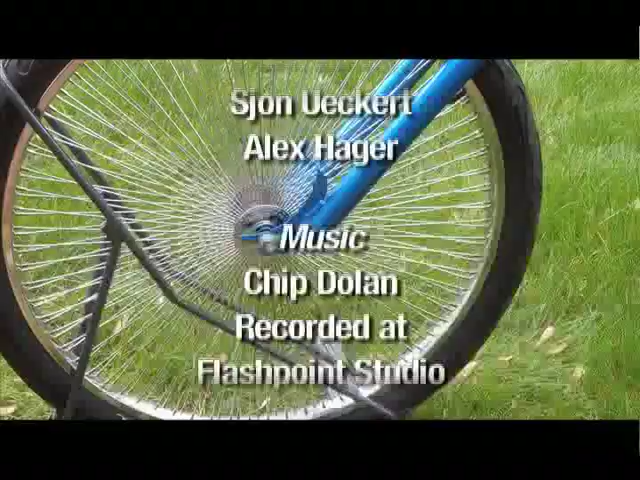 Sjon Ueckert
Alex Hager
Music
Chip Dolan
Recorded at
Flashpoint Studio